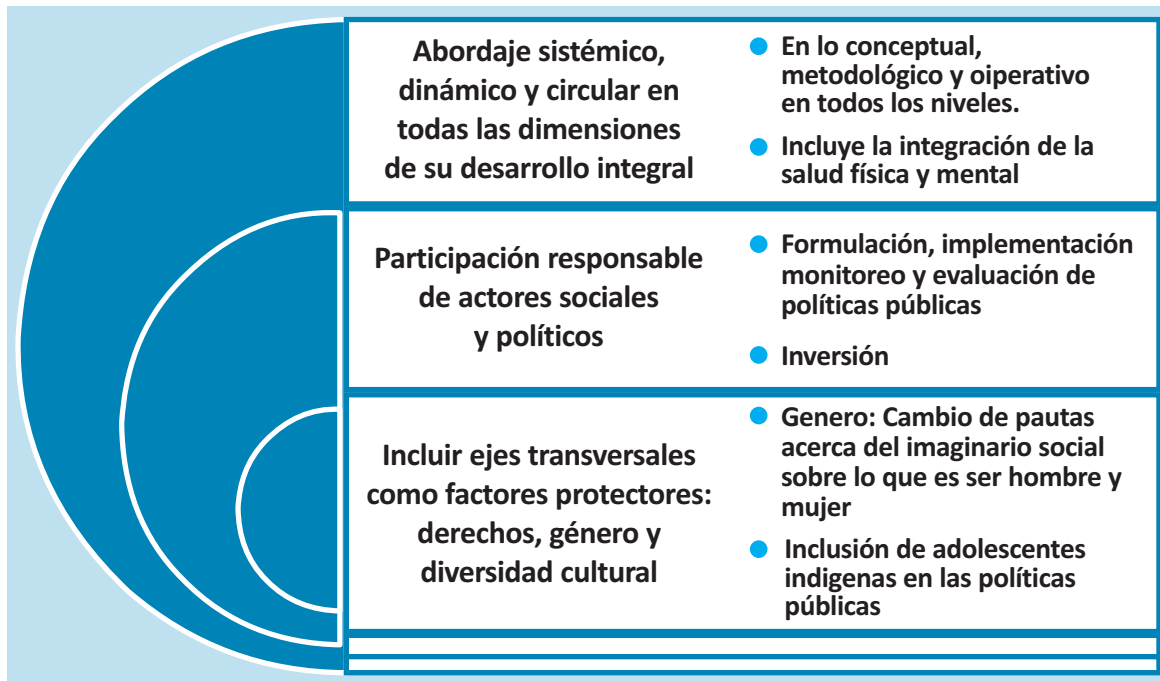 Abordaje sistémico,
dinámico y circular en
todas las dimensiones
de su desarrollo integral
En lo conceptual,
metodológico y oiperativo
en todos los niveles.
Incluye la integración de la
salud física y mental
Participación responsable
de actores sociales
y políticos
Formulación, implementación
monitoreo y evaluación de
políticas públicas
Inversión
Incluir ejes transversales
como factores protectores:
derechos, género y
diversidad cultural
Genero: Cambio de pautas
acerca del imaginario social
sobre lo que es ser hombre y
mujer
Inclusión de adolescentes
indigenas en las políticas
públicas